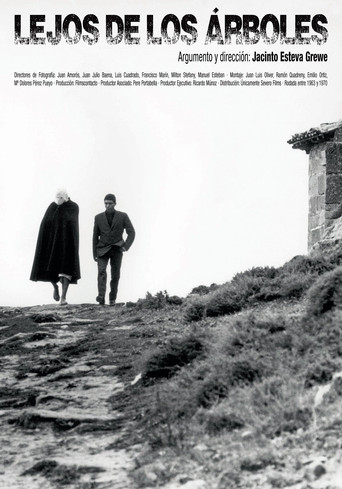 LEJOS DE LOS ÁRBOLES
Argumento y dirección: Jacinto Esteva Grewe
Directores de Fotografía: Juan Amorós, Juan Julio Baena, Luis Cuadrado, Francisco Marín, Milton Stefany, Manuel Esteban · Montaje: Juan Luis Oliver, Ramón Quadreny, Emilio Ortiz,
Mª Dolores Pérez Pueyo · Producción: Filmscontacto · Productor Asociado: Pere Portabella · Productor Ejecutivo: Ricardo Múnoz · Distribución: Únicamente Severo Films · Rodada entre 1963 y 1970